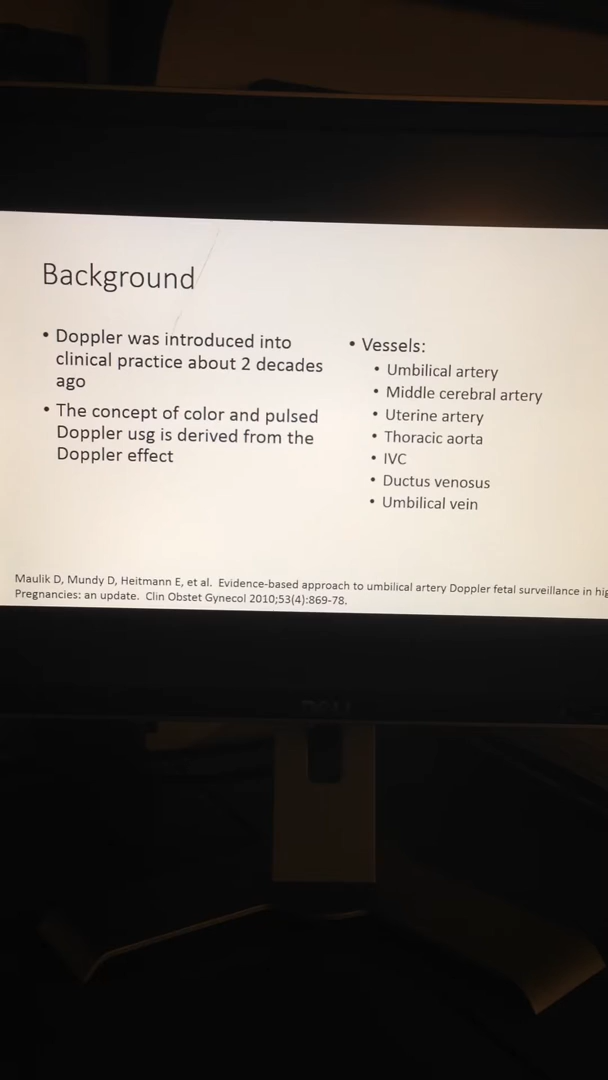 Background
• Doppler was introduced into
clinical practice about 2 decades
ago
• The concept of color and pulsed
Doppler usg is derived from the
Doppler effect
• Vessels:
• Umbilical artery
• Middle cerebral artery
• Uterine artery
• Thoracic aorta
• IVC
• Ductus venosus
• Umbilical vein
Maulik D, Mundy D, Heitmann E, et al. Evidence-based approach to umbilical artery Doppler fetal surveillance in
Pregnancies: an update. Clin Obstet Gynecol 2010;53(4):869-78.
DELL